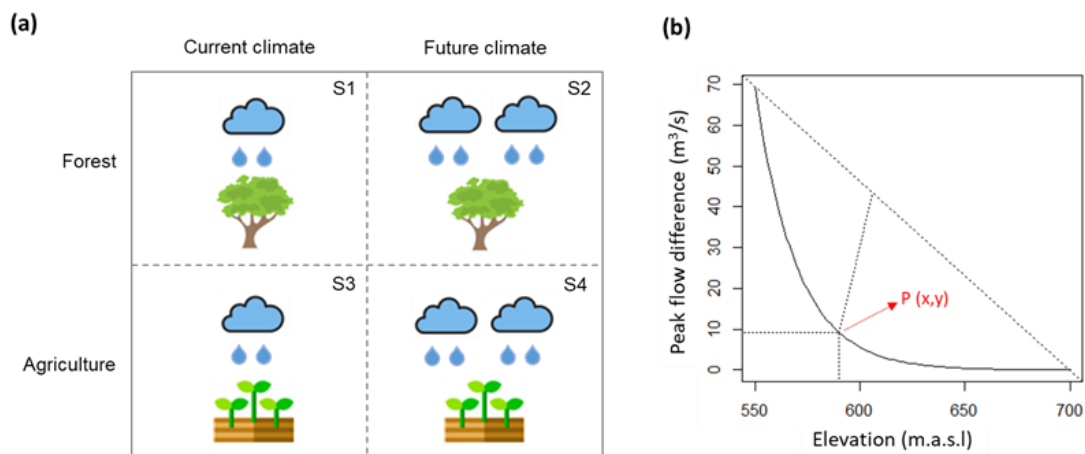 (a)
Current climate
Future climate
S1
S2
Forest
S3
S4
Agriculture
(b)
Peak flow difference (m³/s)
70
60
50
40
30
20
10
0
P (x,y)
550
600
650
700
Elevation (m.a.s.l)